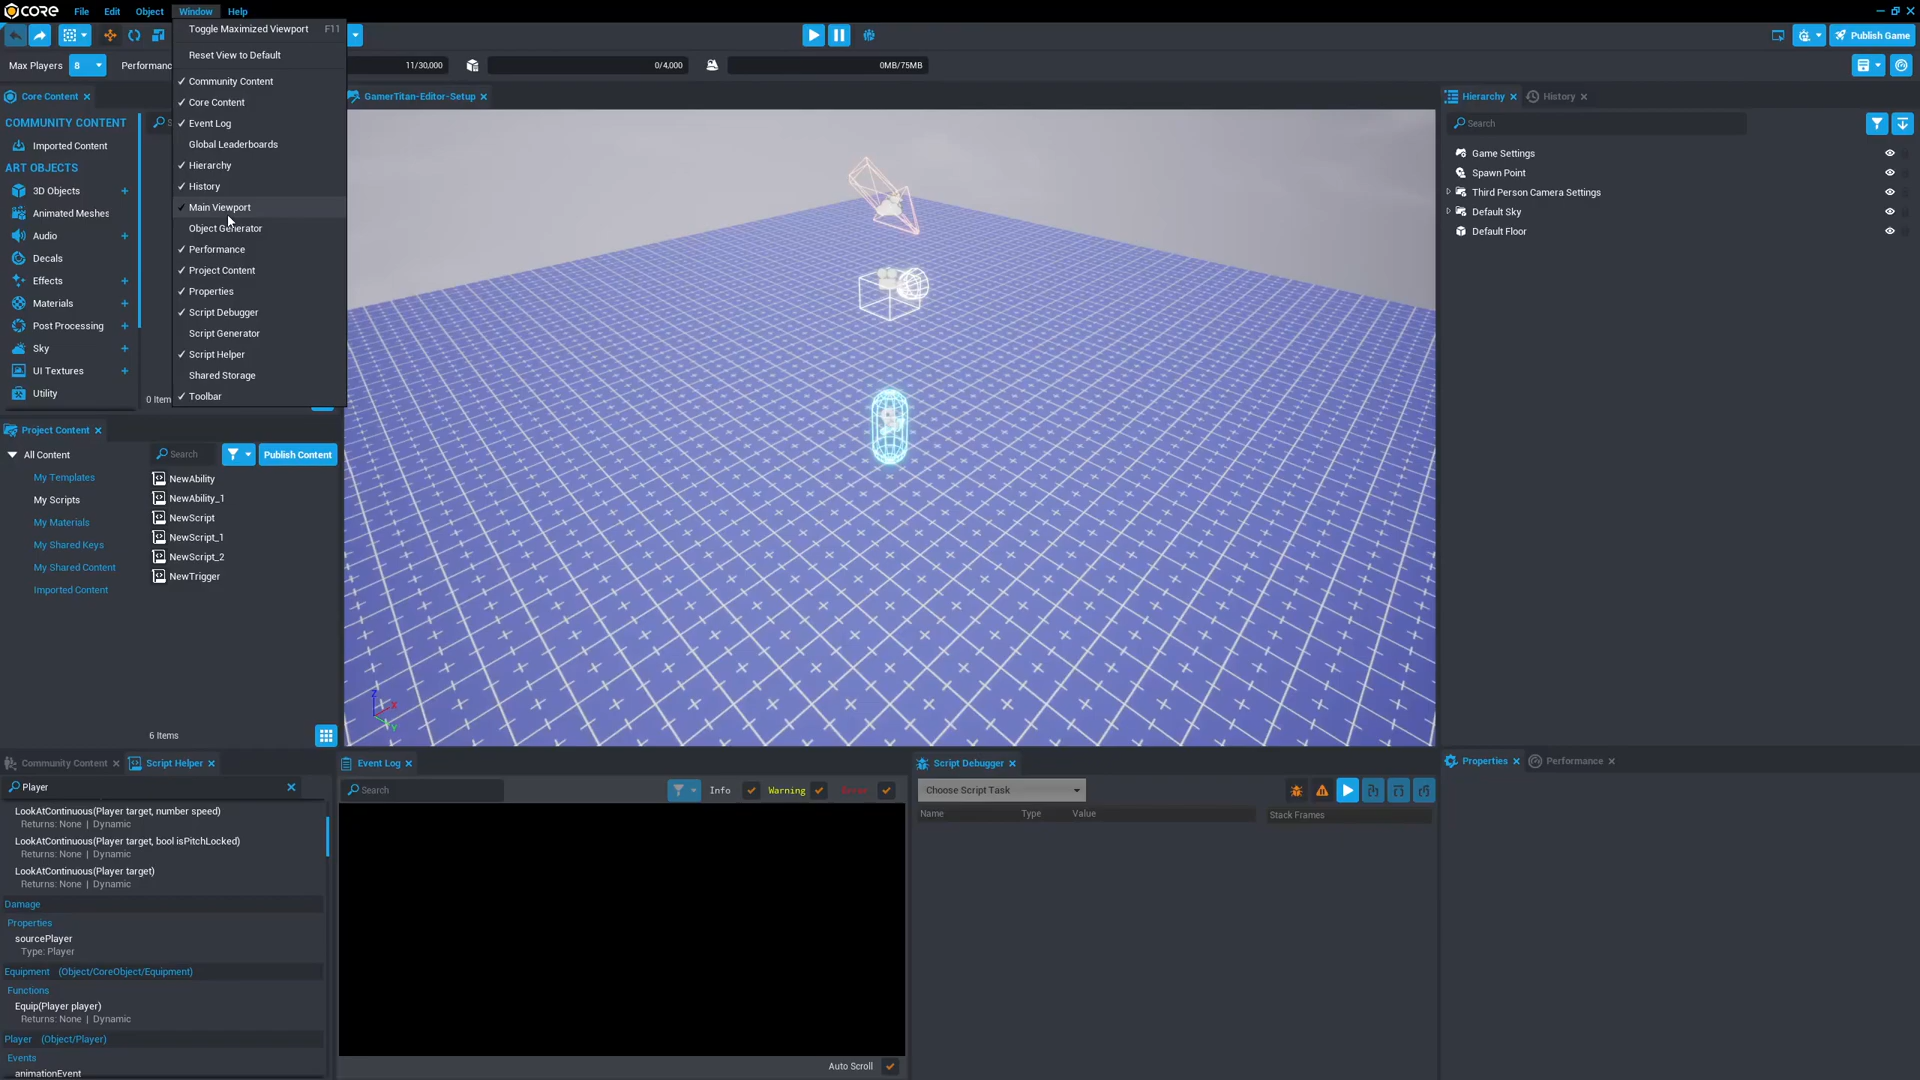 CORE File Edit Object Window Help
Max Players 8 Performanc 11/30,000 0/4,000 0MB/75MB
Publish Game
Toggle Maximized Viewport F11
Reset View to Default
✓ Community Content
✓ Core Content
✓ Event Log
Global Leaderboards
✓ Hierarchy
✓ History
✓ Main Viewport
Object Generator
✓ Performance
✓ Project Content
✓ Properties
✓ Script Debugger
Script Generator
✓ Script Helper
Shared Storage
✓ Toolbar
Core Content
COMMUNITY CONTENT
Imported Content
ART OBJECTS
3D Objects +
Animated Meshes
Audio +
Decals
Effects +
Materials +
Post Processing +
Sky +
UI Textures +
Utility
0 Item
Project Content
All Content
Search
Publish Content
My Templates
My Scripts
My Materials
My Shared Keys
My Shared Content
Imported Content
NewAbility
NewAbility_1
NewScript
NewScript_1
NewScript_2
NewTrigger
6 Items
GamerTitan-Editor-Setup
Z
X
Y
Hierarchy History
Search
Game Settings
Spawn Point
Third Person Camera Settings
Default Sky
Default Floor
Community Content Script Helper
Player
LookAtContinuous(Player target, number speed)
Returns: None | Dynamic
LookAtContinuous(Player target, bool isPitchLocked)
Returns: None | Dynamic
LookAtContinuous(Player target)
Returns: None | Dynamic
Damage
Properties
sourcePlayer
Type: Player
Equipment (Object/CoreObject/Equipment)
Functions
Equip(Player player)
Returns: None | Dynamic
Player (Object/Player)
Events
animationEvent
Event Log
Search
Info Warning Error
Auto Scroll
Script Debugger
Choose Script Task
Name Type Value Stack Frames
Properties Performance